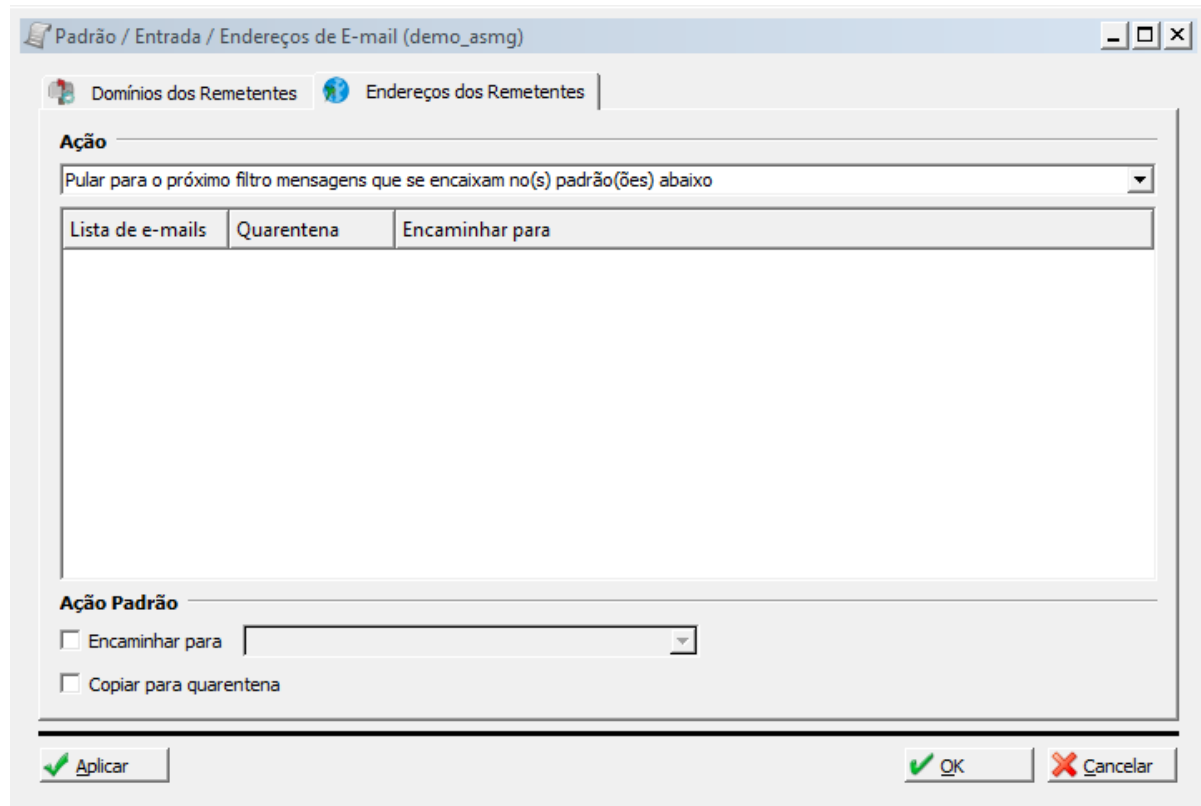 Padrão / Entrada / Endereços de E-mail (demo_asmg)
Domínios dos Remetentes Endereços dos Remetentes
Ação
Pular para o próximo filtro mensagens que se encaixam no(s) padrão(ões) abaixo
Lista de e-mails Quarentena Encaminhar para
Ação Padrão
Encaminhar para
Copiar para quarentena
Aplicar OK Cancelar